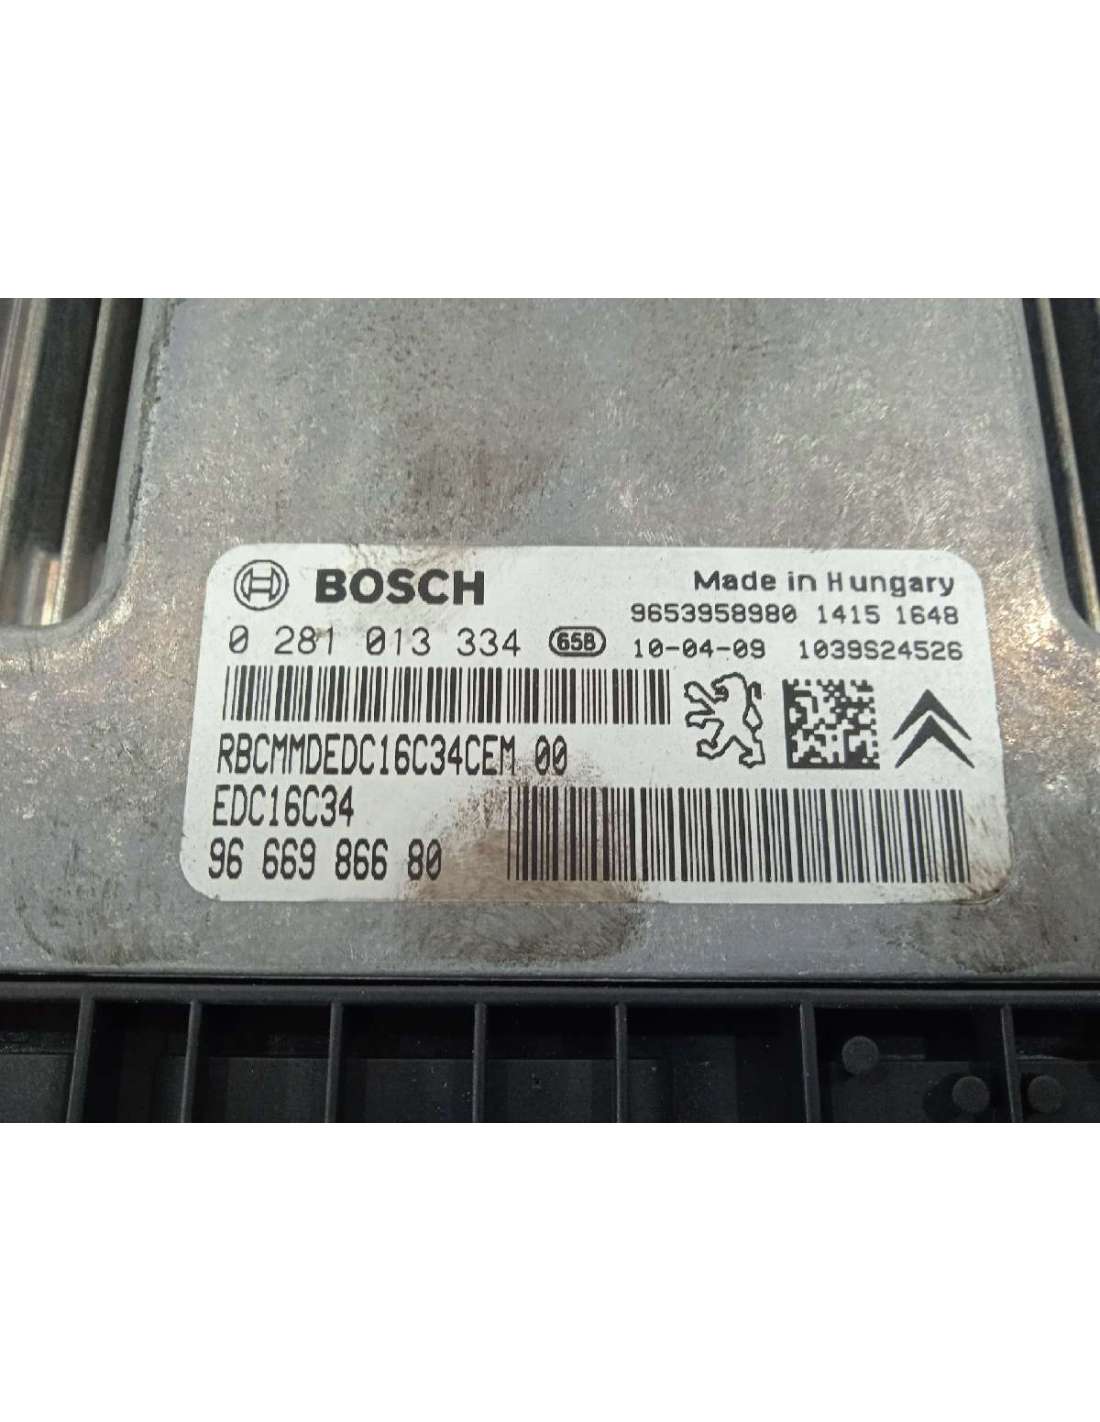 BOSCH Made in Hungary
9653958980 1415 1648
0 281 013 334 65B 10-04-09 1039S24526
RBCMMDEDC16C34CEM 00
EDC16C34
96 669 866 80